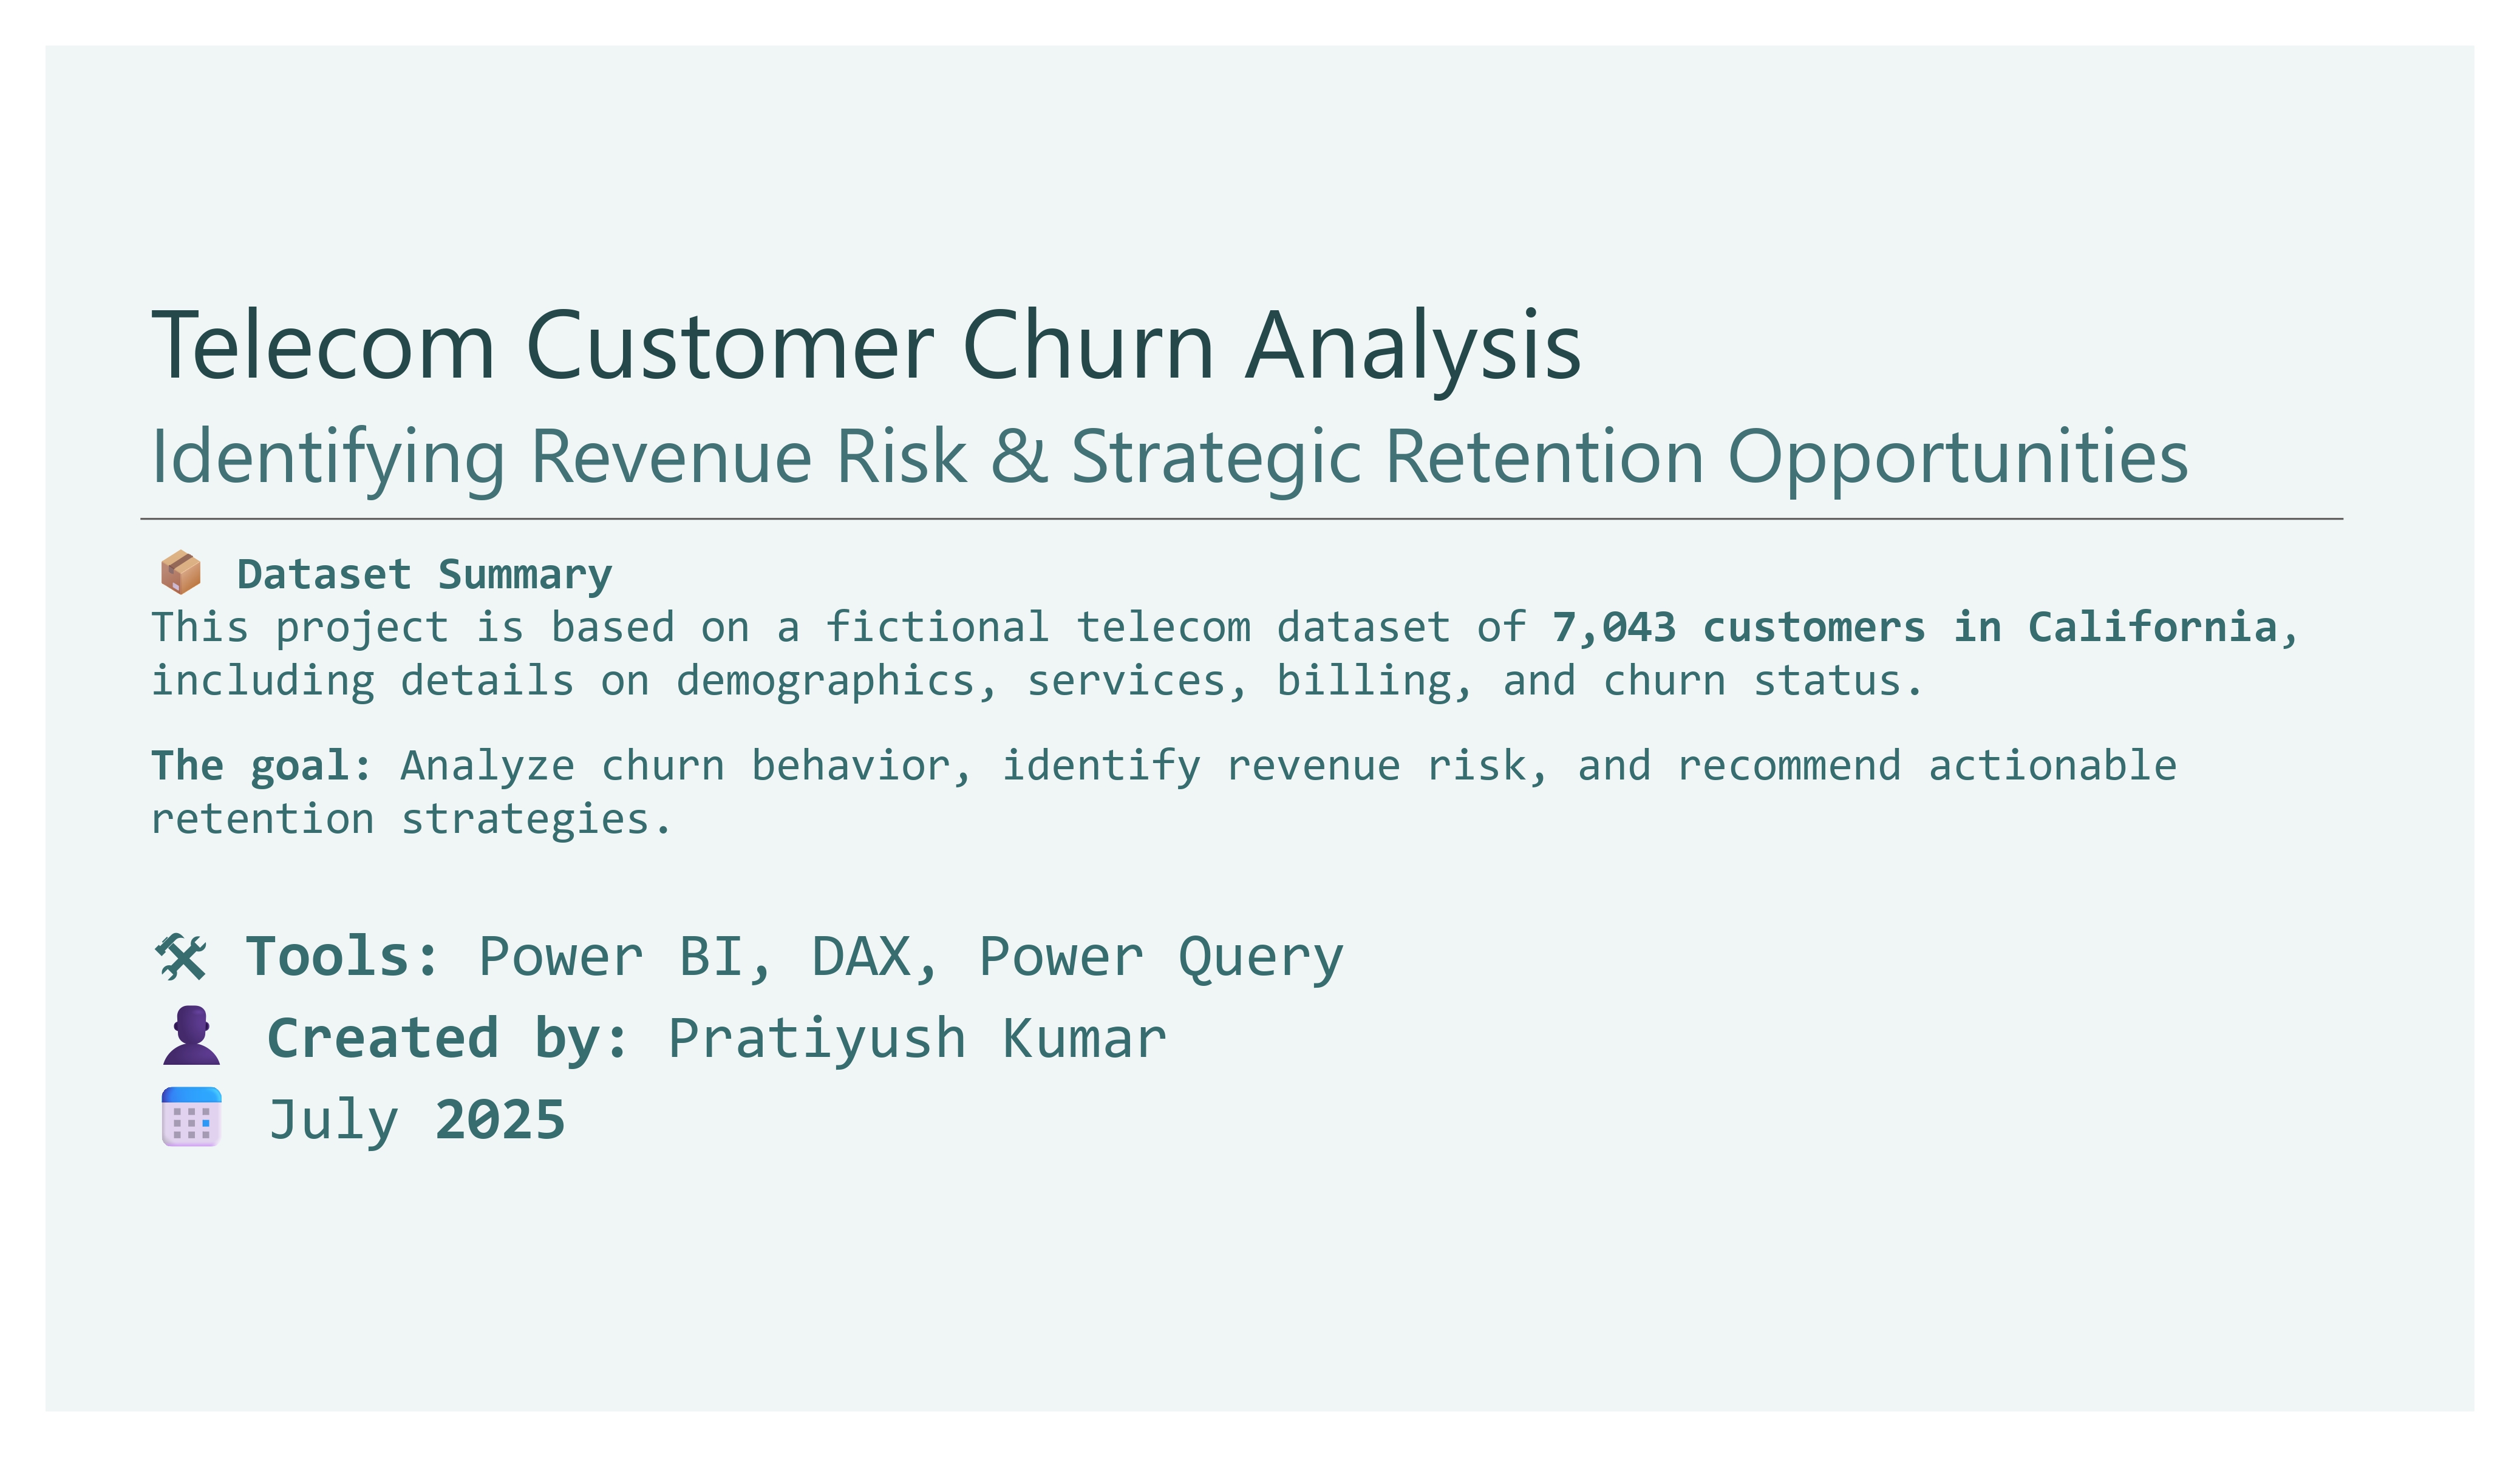 Telecom Customer Churn Analysis
Identifying Revenue Risk & Strategic Retention Opportunities
📦 Dataset Summary
This project is based on a fictional telecom dataset of 7,043 customers in California,
including details on demographics, services, billing, and churn status.
The goal: Analyze churn behavior, identify revenue risk, and recommend actionable
retention strategies.
🛠 Tools: Power BI, DAX, Power Query
👤 Created by: Pratiyush Kumar
📅 July 2025